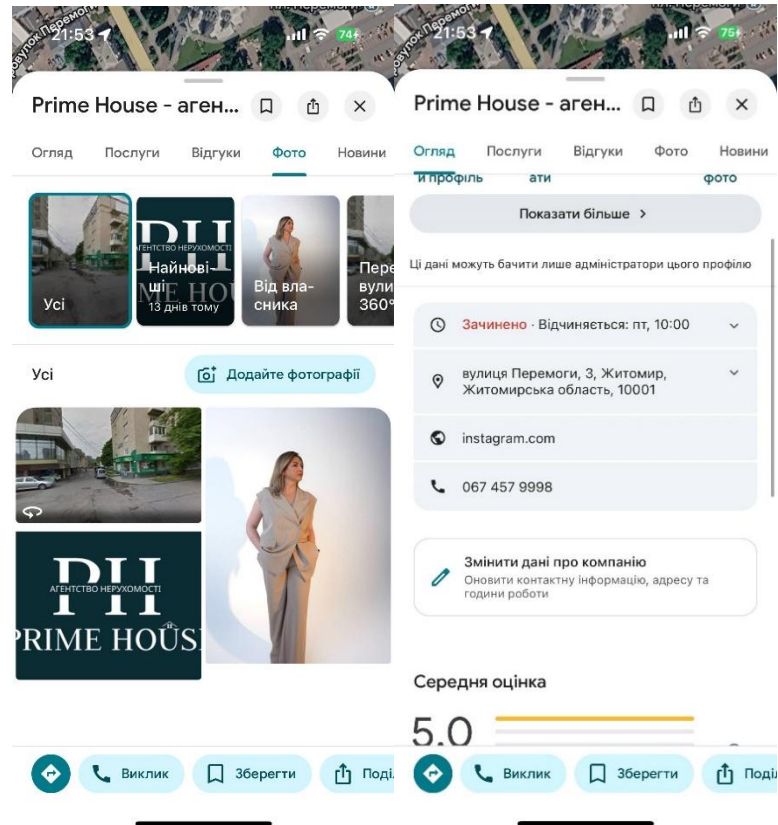 21:53
74
Prime House - аген...
Огляд Послуги Відгуки Фото Новини
АГЕНТСТВО НЕРУХОМОСТІ
Усі
Найнові-
ші
13 днів тому
Від вла-
сника
360°
Усі
Додайте фотографії
PH
АГЕНТСТВО НЕРУХОМОСТІ
PRIME HOUS
Виклик Зберегти Поді
21:53
75
Prime House - аген...
Огляд Послуги Відгуки Фото Новини
и профіль ати фото
Показати більше
Ці дані можуть бачити лише адміністратори цього профілю
Зачинено · Відчиняється: пт, 10:00
вулиця Перемоги, 3, Житомир,
Житомирська область, 10001
instagram.com
067 457 9998
Змінити дані про компанію
Оновити контактну інформацію, адресу та
години роботи
Середня оцінка
5,0
Виклик Зберегти Поділ